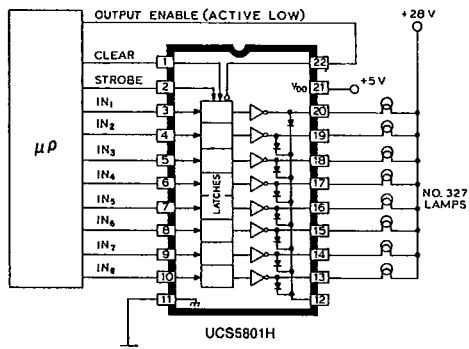 OUTPUT ENABLE (ACTIVE LOW)
+28 V
CLEAR
1
22
STROBE
2
VDD
21
+5 V
IN1
3
20
IN2
4
19
IN3
5
18
IN4
6
17
IN5
7
16
IN6
8
15
IN7
9
14
IN8
10
13
11
12
μP
LATCHES
NO. 327
LAMPS
UCS5801H